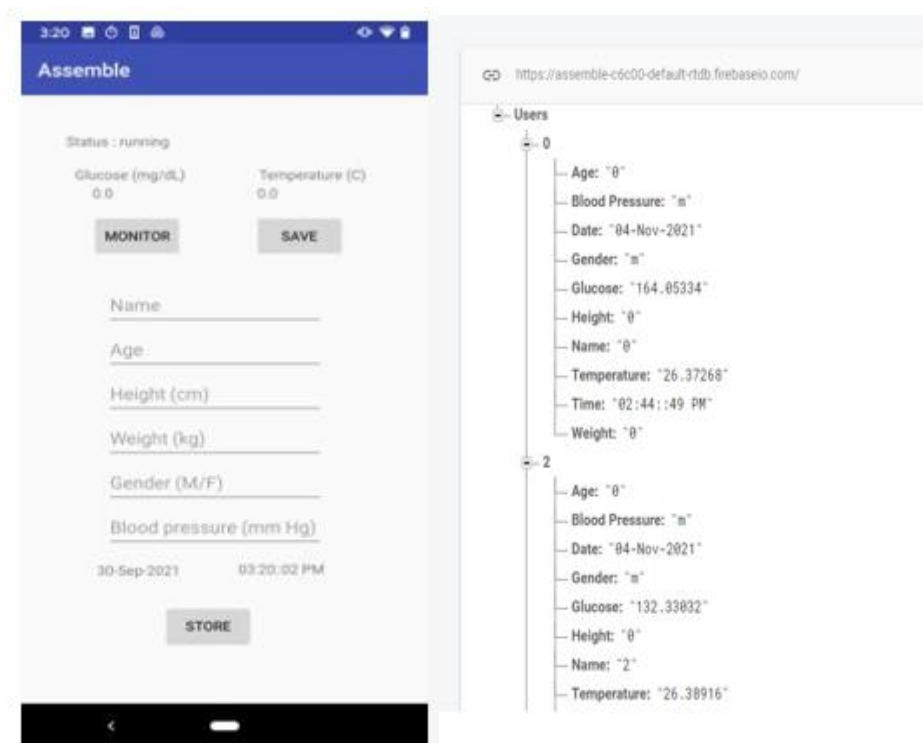 3:20
Assemble
Status : running
Glucose (mg/dL) Temperature (C)
0.0 0.0
MONITOR SAVE
Name
Age
Height (cm)
Weight (kg)
Gender (M/F)
Blood pressure (mm Hg)
30-Sep-2021 03:20:02 PM
STORE
https://assemble-c6c00-default-rtdb.firebaseio.com/
Users
0
Age: "0"
Blood Pressure: "m"
Date: "04-Nov-2021"
Gender: "m"
Glucose: "164.05334"
Height: "0"
Name: "0"
Temperature: "26.37268"
Time: "02:44::49 PM"
Weight: "0"
2
Age: "0"
Blood Pressure: "m"
Date: "04-Nov-2021"
Gender: "m"
Glucose: "132.33032"
Height: "0"
Name: "2"
Temperature: "26.38916"